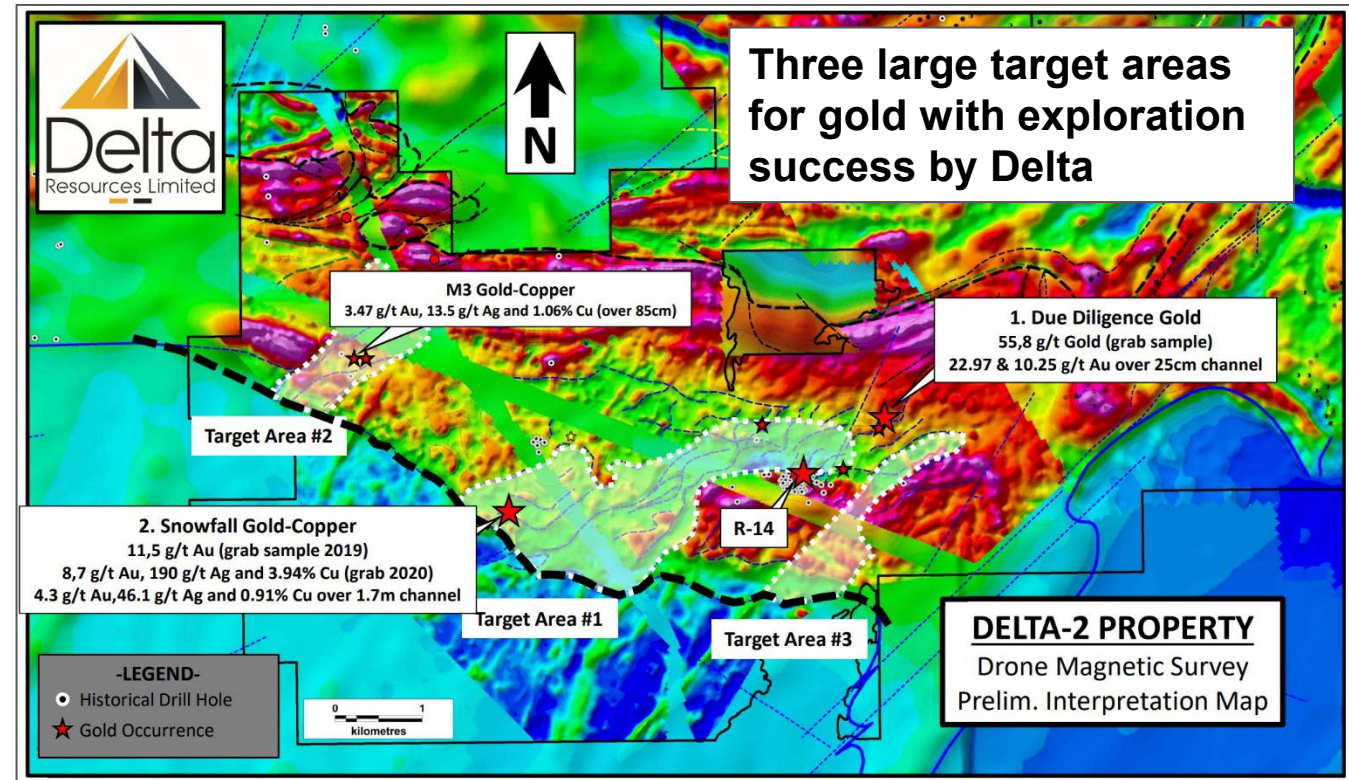 Delta
Resources Limited
N
Three large target areas
for gold with exploration
success by Delta
M3 Gold-Copper
3.47 g/t Au, 13.5 g/t Ag and 1.06% Cu (over 85cm)
1. Due Diligence Gold
55,8 g/t Gold (grab sample)
22.97 & 10.25 g/t Au over 25cm channel
Target Area #2
R-14
2. Snowfall Gold-Copper
11,5 g/t Au (grab sample 2019)
8,7 g/t Au, 190 g/t Ag and 3.94% Cu (grab 2020)
4.3 g/t Au,46.1 g/t Ag and 0.91% Cu over 1.7m channel
Target Area #1
Target Area #3
DELTA-2 PROPERTY
Drone Magnetic Survey
Prelim. Interpretation Map
-LEGEND-
Historical Drill Hole
Gold Occurrence
0 1
kilometres